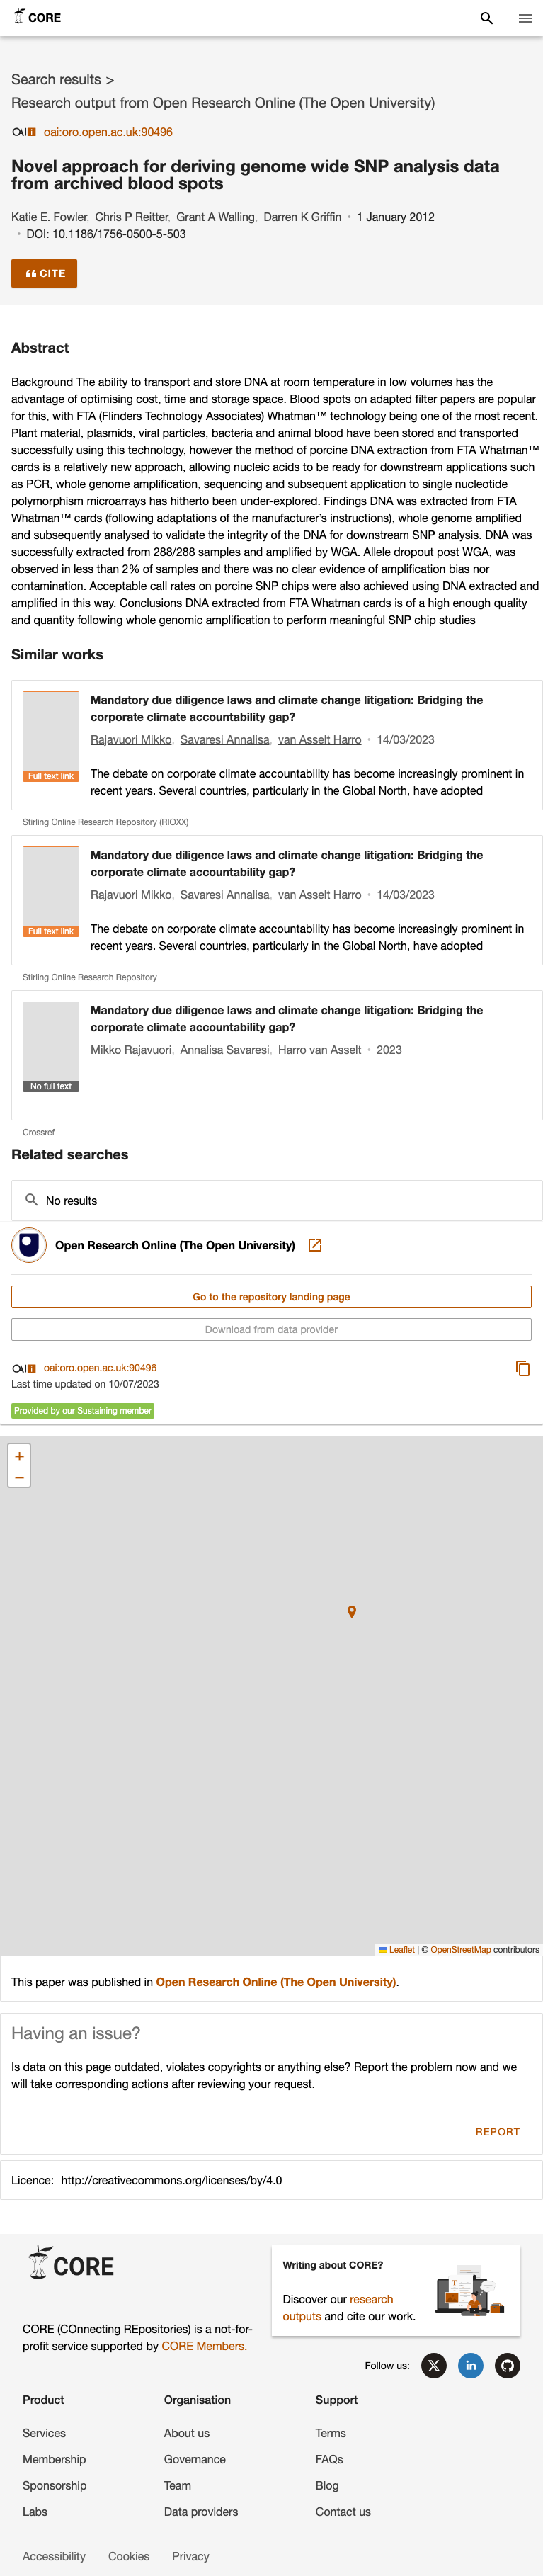 CORE
Search results >
Research output from Open Research Online (The Open University)
OAI oai:oro.open.ac.uk:90496
Novel approach for deriving genome wide SNP analysis data
from archived blood spots
Katie E. Fowler, Chris P Reitter, Grant A Walling, Darren K Griffin • 1 January 2012
• DOI: 10.1186/1756-0500-5-503
CITE
Abstract
Background The ability to transport and store DNA at room temperature in low volumes has the
advantage of optimising cost, time and storage space. Blood spots on adapted filter papers are popular
for this, with FTA (Flinders Technology Associates) Whatman™ technology being one of the most recent.
Plant material, plasmids, viral particles, bacteria and animal blood have been stored and transported
successfully using this technology, however the method of porcine DNA extraction from FTA Whatman™
cards is a relatively new approach, allowing nucleic acids to be ready for downstream applications such
as PCR, whole genome amplification, sequencing and subsequent application to single nucleotide
polymorphism microarrays has hitherto been under-explored. Findings DNA was extracted from FTA
Whatman™ cards (following adaptations of the manufacturer’s instructions), whole genome amplified
and subsequently analysed to validate the integrity of the DNA for downstream SNP analysis. DNA was
successfully extracted from 288/288 samples and amplified by WGA. Allele dropout post WGA, was
observed in less than 2% of samples and there was no clear evidence of amplification bias nor
contamination. Acceptable call rates on porcine SNP chips were also achieved using DNA extracted and
amplified in this way. Conclusions DNA extracted from FTA Whatman cards is of a high enough quality
and quantity following whole genomic amplification to perform meaningful SNP chip studies
Similar works
Mandatory due diligence laws and climate change litigation: Bridging the
corporate climate accountability gap?
Rajavuori Mikko, Savaresi Annalisa, van Asselt Harro • 14/03/2023
The debate on corporate climate accountability has become increasingly prominent in
recent years. Several countries, particularly in the Global North, have adopted
Full text link
Stirling Online Research Repository (RIOXX)
Mandatory due diligence laws and climate change litigation: Bridging the
corporate climate accountability gap?
Rajavuori Mikko, Savaresi Annalisa, van Asselt Harro • 14/03/2023
The debate on corporate climate accountability has become increasingly prominent in
recent years. Several countries, particularly in the Global North, have adopted
Full text link
Stirling Online Research Repository
Mandatory due diligence laws and climate change litigation: Bridging the
corporate climate accountability gap?
Mikko Rajavuori, Annalisa Savaresi, Harro van Asselt • 2023
No full text
Crossref
Related searches
No results
Open Research Online (The Open University)
Go to the repository landing page
Download from data provider
OAI oai:oro.open.ac.uk:90496
Last time updated on 10/07/2023
Provided by our Sustaining member
+
−
Leaflet | © OpenStreetMap contributors
This paper was published in Open Research Online (The Open University).
Having an issue?
Is data on this page outdated, violates copyrights or anything else? Report the problem now and we
will take corresponding actions after reviewing your request.
REPORT
Licence: http://creativecommons.org/licenses/by/4.0
CORE
CORE (COnnecting REpositories) is a not-for-
profit service supported by CORE Members.
Writing about CORE?
Discover our research
outputs and cite our work.
Follow us:
Product
Services
Membership
Sponsorship
Labs
Organisation
About us
Governance
Team
Data providers
Support
Terms
FAQs
Blog
Contact us
Accessibility Cookies Privacy